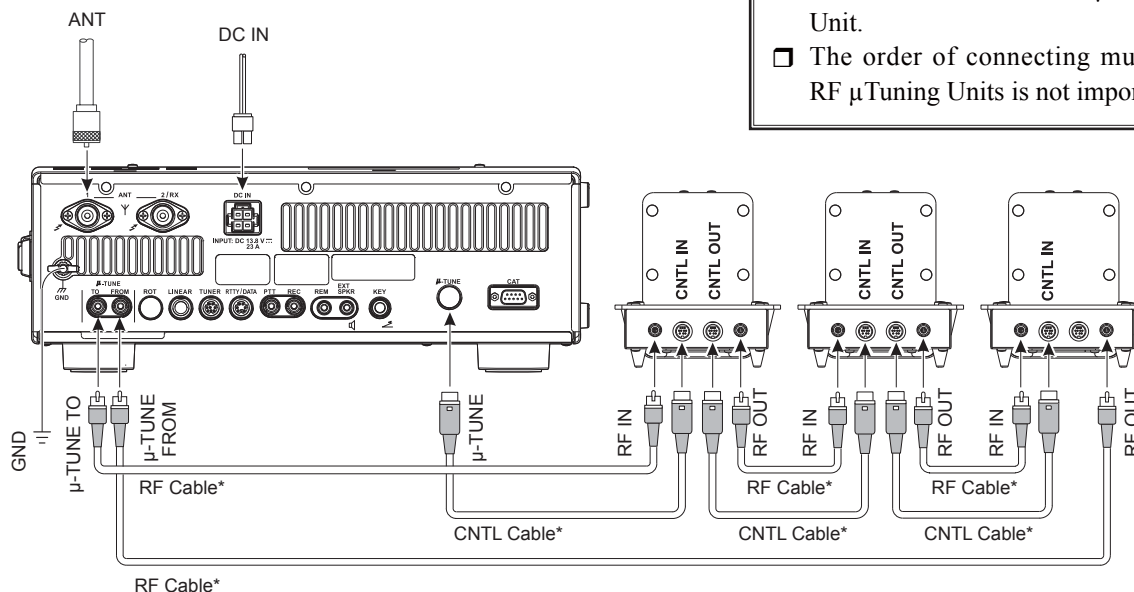 ANT
DC IN
Unit.
❒ The order of connecting
RF µTuning Units is not
1 ANT 2 / RX
DC IN
INPUT: DC 13.8 V
23 A
GND
µ-TUNE
TO FROM
ROT LINEAR TUNER RTTY/DATA PTT REC REM EXT SPKR KEY
µ-TUNE
CAT
CNTL IN
CNTL OUT
CNTL IN
CNTL OUT
CNTL IN
GND
µ-TUNE TO
µ-TUNE
FROM
µ-TUNE
RF IN
RF OUT
RF IN
RF OUT
RF IN
RF OUT
RF Cable*
RF Cable*
RF Cable*
CNTL Cable*
CNTL Cable*
CNTL Cable*
RF Cable*